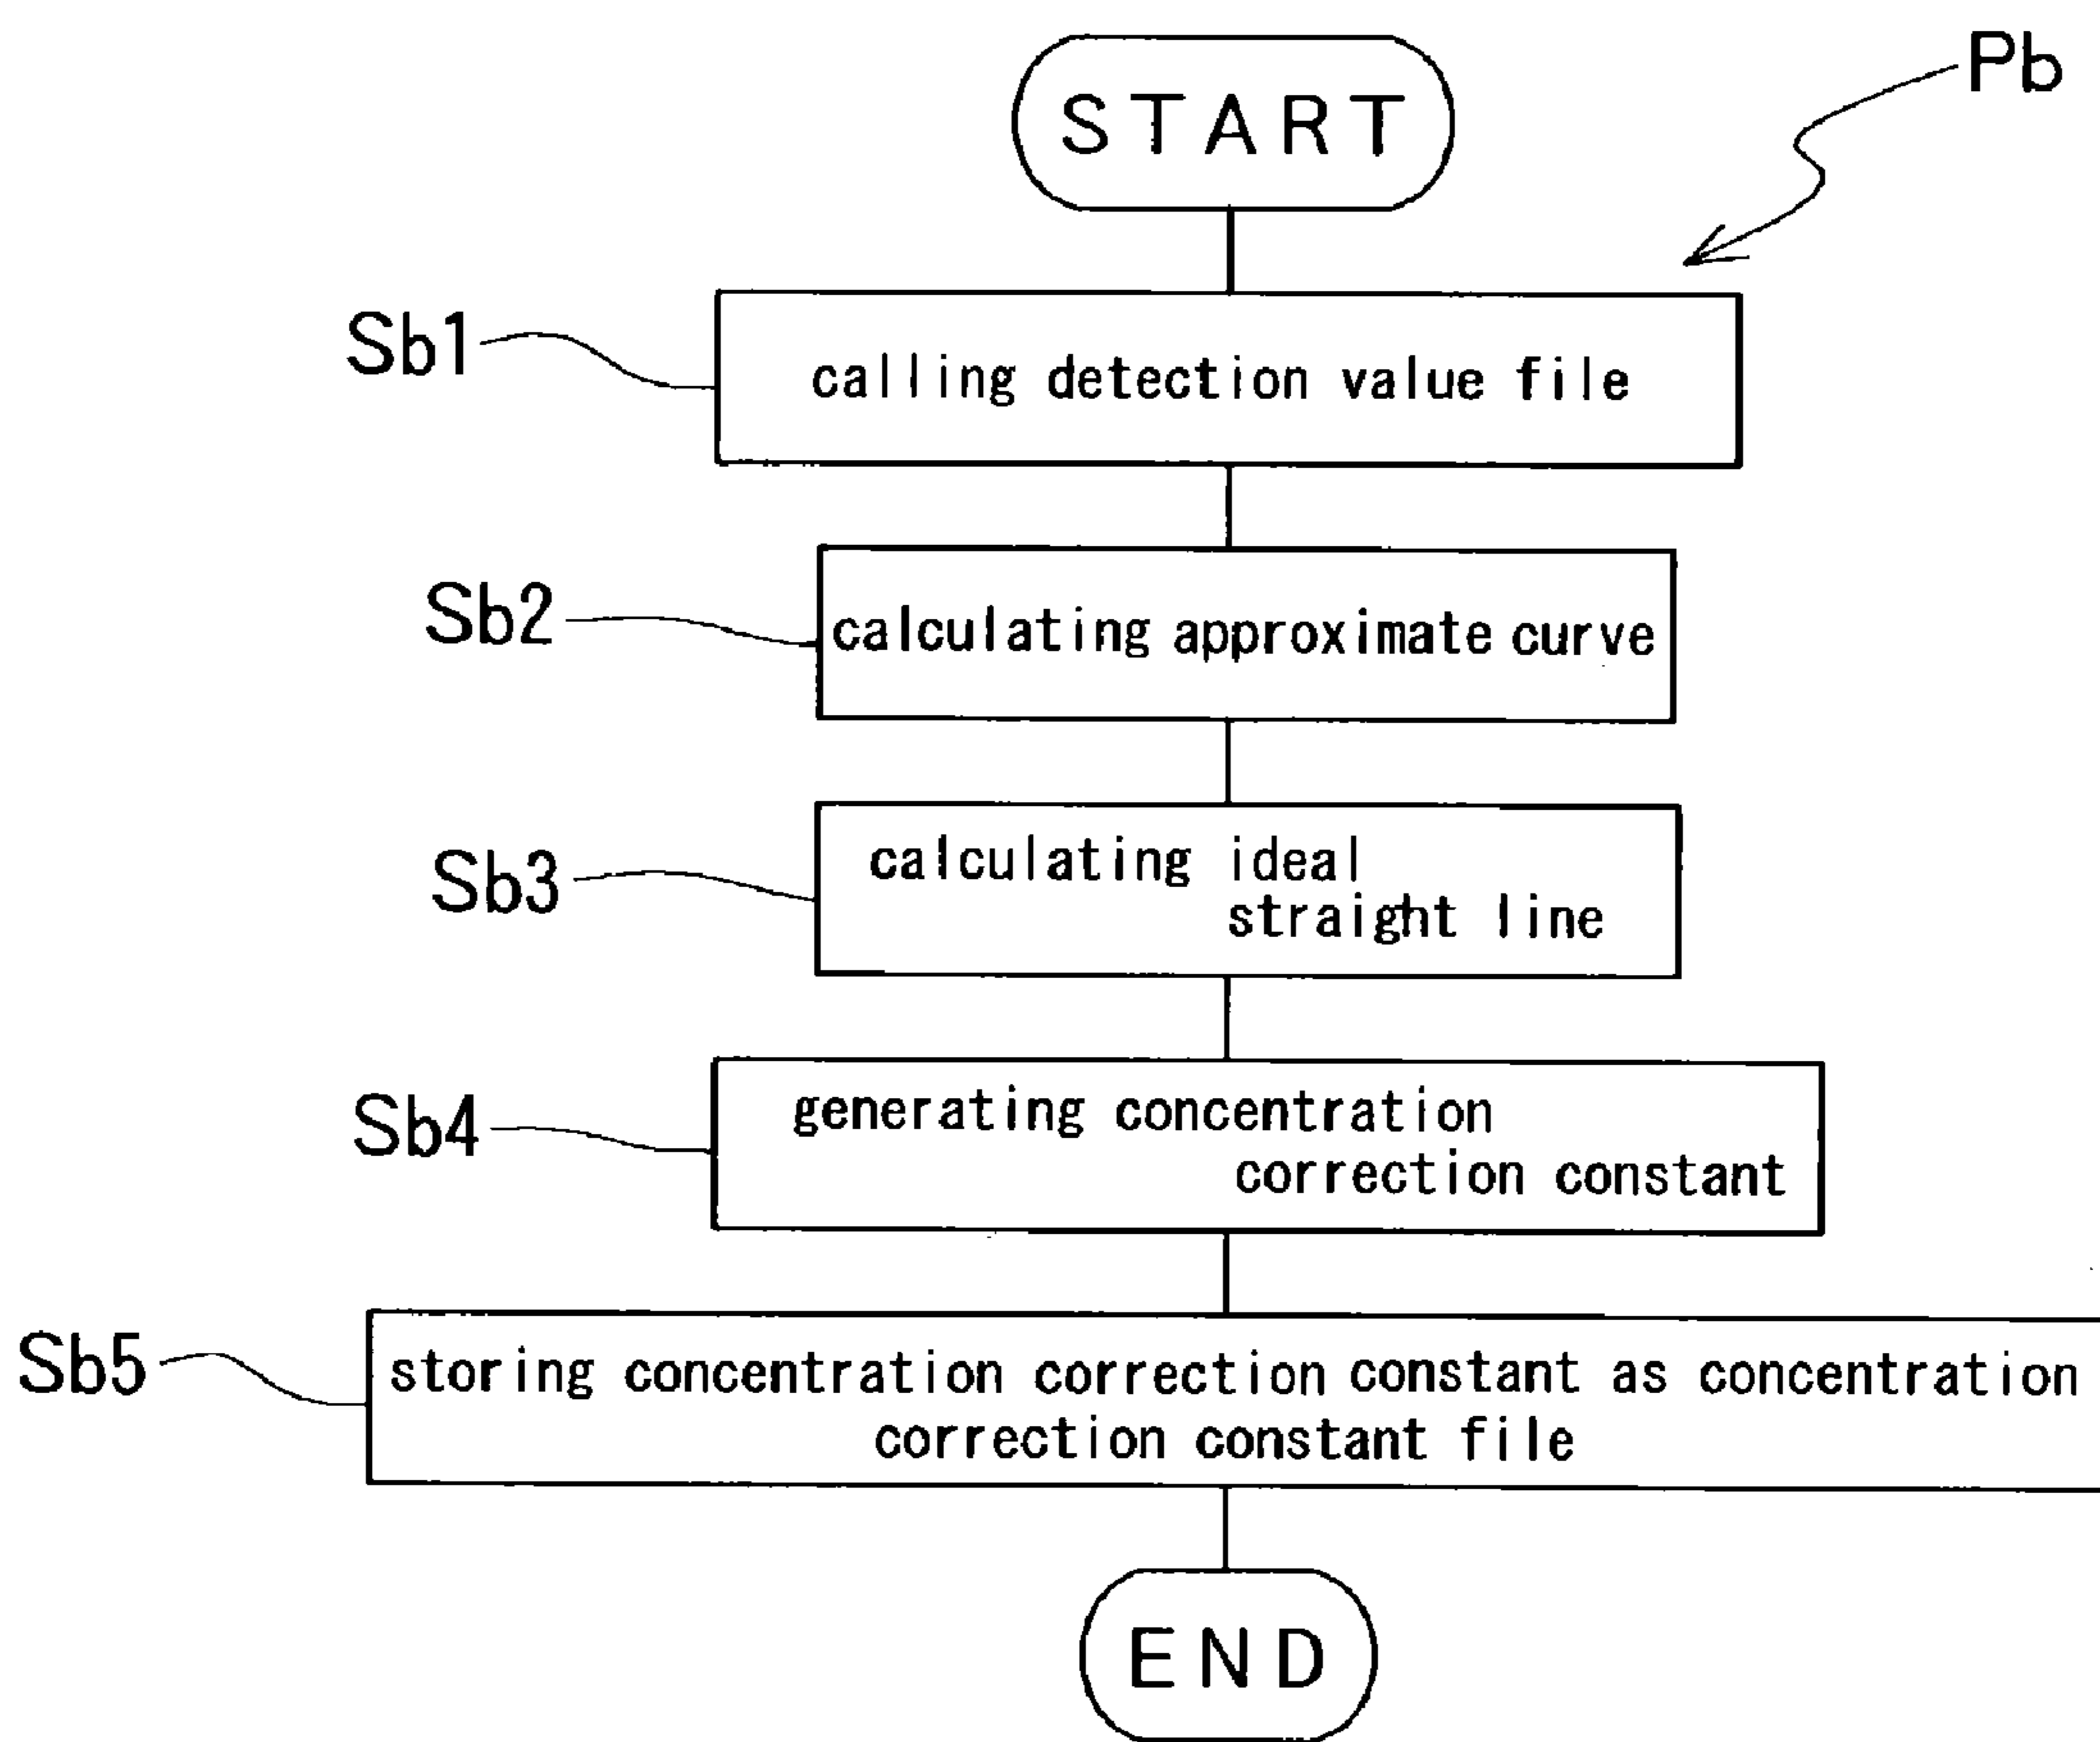 START
Pb
Sb1
calling detection value file
Sb2
calculating approximate curve
Sb3
calculating ideal
straight line
Sb4
generating concentration
correction constant
Sb5
storing concentration correction constant as concentration
correction constant file
END